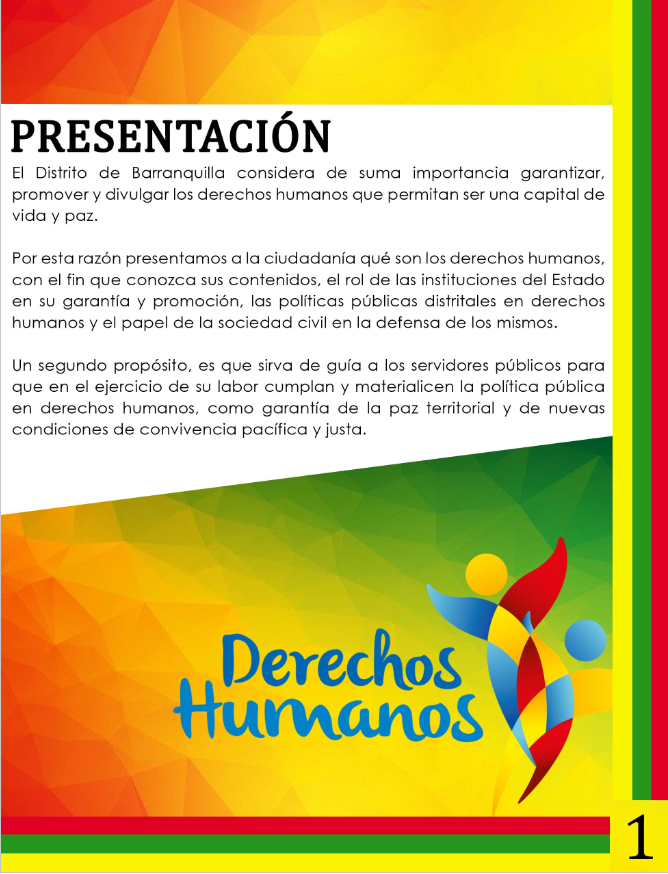 PRESENTACIÓN
El Distrito de Barranquilla considera de suma importancia garantizar,
promover y divulgar los derechos humanos que permitan ser una capital de
vida y paz.
Por esta razón presentamos a la ciudadanía qué son los derechos humanos,
con el fin que conozca sus contenidos, el rol de las instituciones del Estado
en su garantía y promoción, las políticas públicas distritales en derechos
humanos y el papel de la sociedad civil en la defensa de los mismos.
Un segundo propósito, es que sirva de guía a los servidores públicos para
que en el ejercicio de su labor cumplan y materialicen la política pública
en derechos humanos, como garantía de la paz territorial y de nuevas
condiciones de convivencia pacífica y justa.
Derechos
Humanos
1